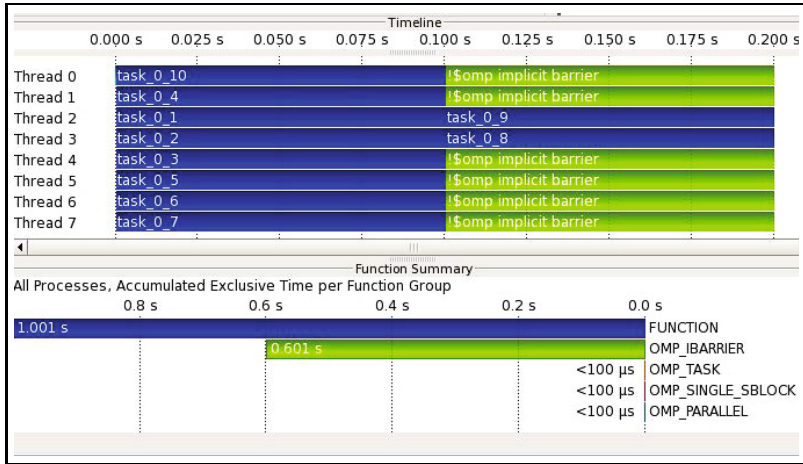 Timeline
0.000 s 0.025 s 0.050 s 0.075 s 0.100 s 0.125 s 0.150 s 0.175 s 0.200 s
Thread 0 task_0_10 !$omp implicit barrier
Thread 1 task_0_4 !$omp implicit barrier
Thread 2 task_0_1 task_0_9
Thread 3 task_0_2 task_0_8
Thread 4 task_0_3 !$omp implicit barrier
Thread 5 task_0_5 !$omp implicit barrier
Thread 6 task_0_6 !$omp implicit barrier
Thread 7 task_0_7 !$omp implicit barrier
Function Summary
All Processes, Accumulated Exclusive Time per Function Group
0.8 s 0.6 s 0.4 s 0.2 s 0.0 s
1.001 s FUNCTION
0.601 s OMP_IBARRIER
<100 µs OMP_TASK
<100 µs OMP_SINGLE_SBLOCK
<100 µs OMP_PARALLEL